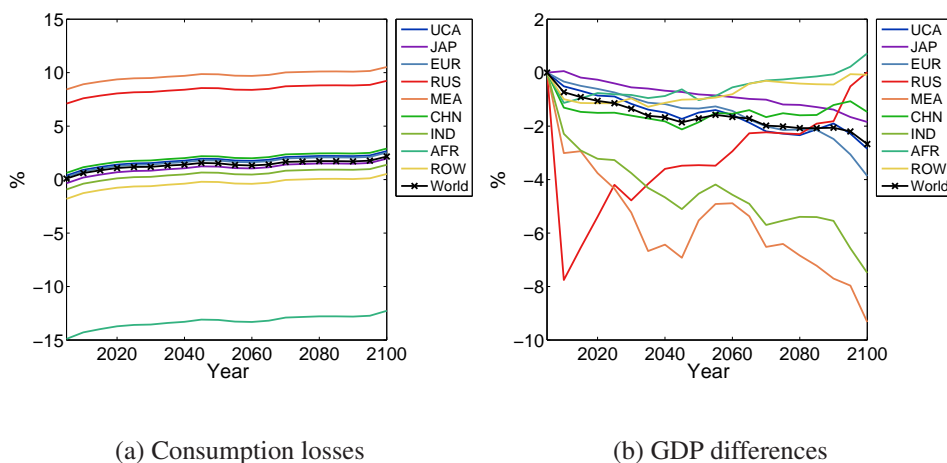 15
10
5
0
−5
−10
−15
%
2020 2040 2060 2080 2100
Year
UCA
JAP
EUR
RUS
MEA
CHN
IND
AFR
ROW
World
(a) Consumption losses
2
0
−2
−4
−6
−8
−10
%
2020 2040 2060 2080 2100
Year
UCA
JAP
EUR
RUS
MEA
CHN
IND
AFR
ROW
World
(b) GDP differences